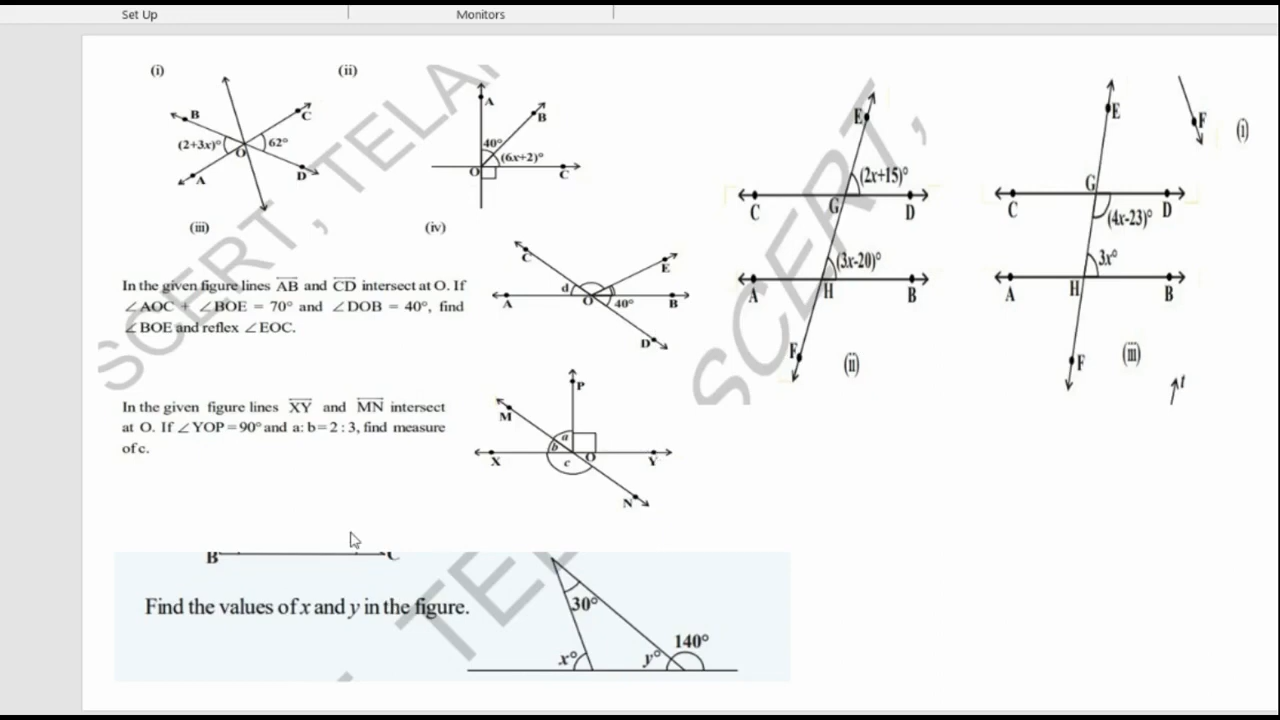 Set Up
Monitors
(i)
(ii)
B
C
(2+3x)°
62°
O
A
D
A
B
40°
(6x+2)°
O
C
(iii)
(iv)
In the given figure lines AB and CD intersect at O. If
∠AOC + ∠BOE = 70° and ∠DOB = 40°, find
∠BOE and reflex ∠EOC.
C
E
d
A
O
40°
B
D
In the given figure lines XY and MN intersect
at O. If ∠YOP = 90° and a: b=2 : 3, find measure
of c.
P
M
a
b
X
c
O
Y
N
E
(2x+15)°
C
G
D
(3x-20)°
A
H
B
F
(ii)
E
G
C
(4x-23)°
D
3x°
A
H
B
F
(iii)
F
(i)
t
B
C
Find the values of x and y in the figure.
30°
140°
x°
y°
SCERT, TELA
SCERT, TELAN
SCERT,
TEL